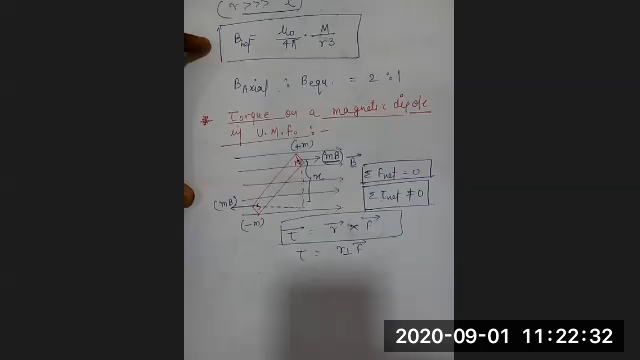 (r >>> l)
Bnet = μ₀/4π · M/r3
BAxial : Bequ. = 2:1
* Torque on a magnetic dipole
in U.M.F. :-
(+m)
(mB) B⃗
x
(mB)
(-m)
Σ Fnet = 0
Σ τnet ≠ 0
τ⃗ = r⃗ × F⃗
τ = r⊥ F⃗
2020-09-01 11:22:32